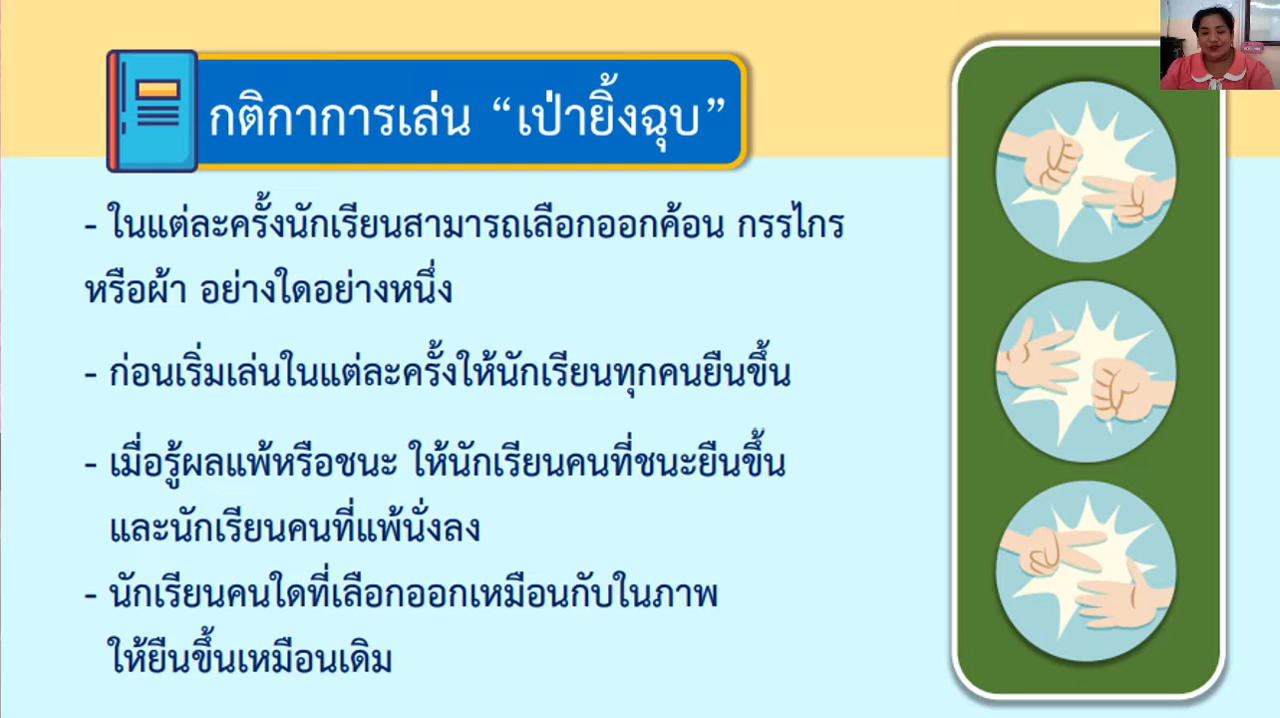 กติกาการเล่น “เป่ายิ้งฉุบ”
- ในแต่ละครั้งนักเรียนสามารถเลือกออกค้อน กรรไกร
หรือผ้า อย่างใดอย่างหนึ่ง
- ก่อนเริ่มเล่นในแต่ละครั้งให้นักเรียนทุกคนยืนขึ้น
- เมื่อรู้ผลแพ้หรือชนะ ให้นักเรียนคนที่ชนะยืนขึ้น
และนักเรียนคนที่แพ้นั่งลง
- นักเรียนคนใดที่เลือกออกเหมือนกับในภาพ
ให้ยืนขึ้นเหมือนเดิม